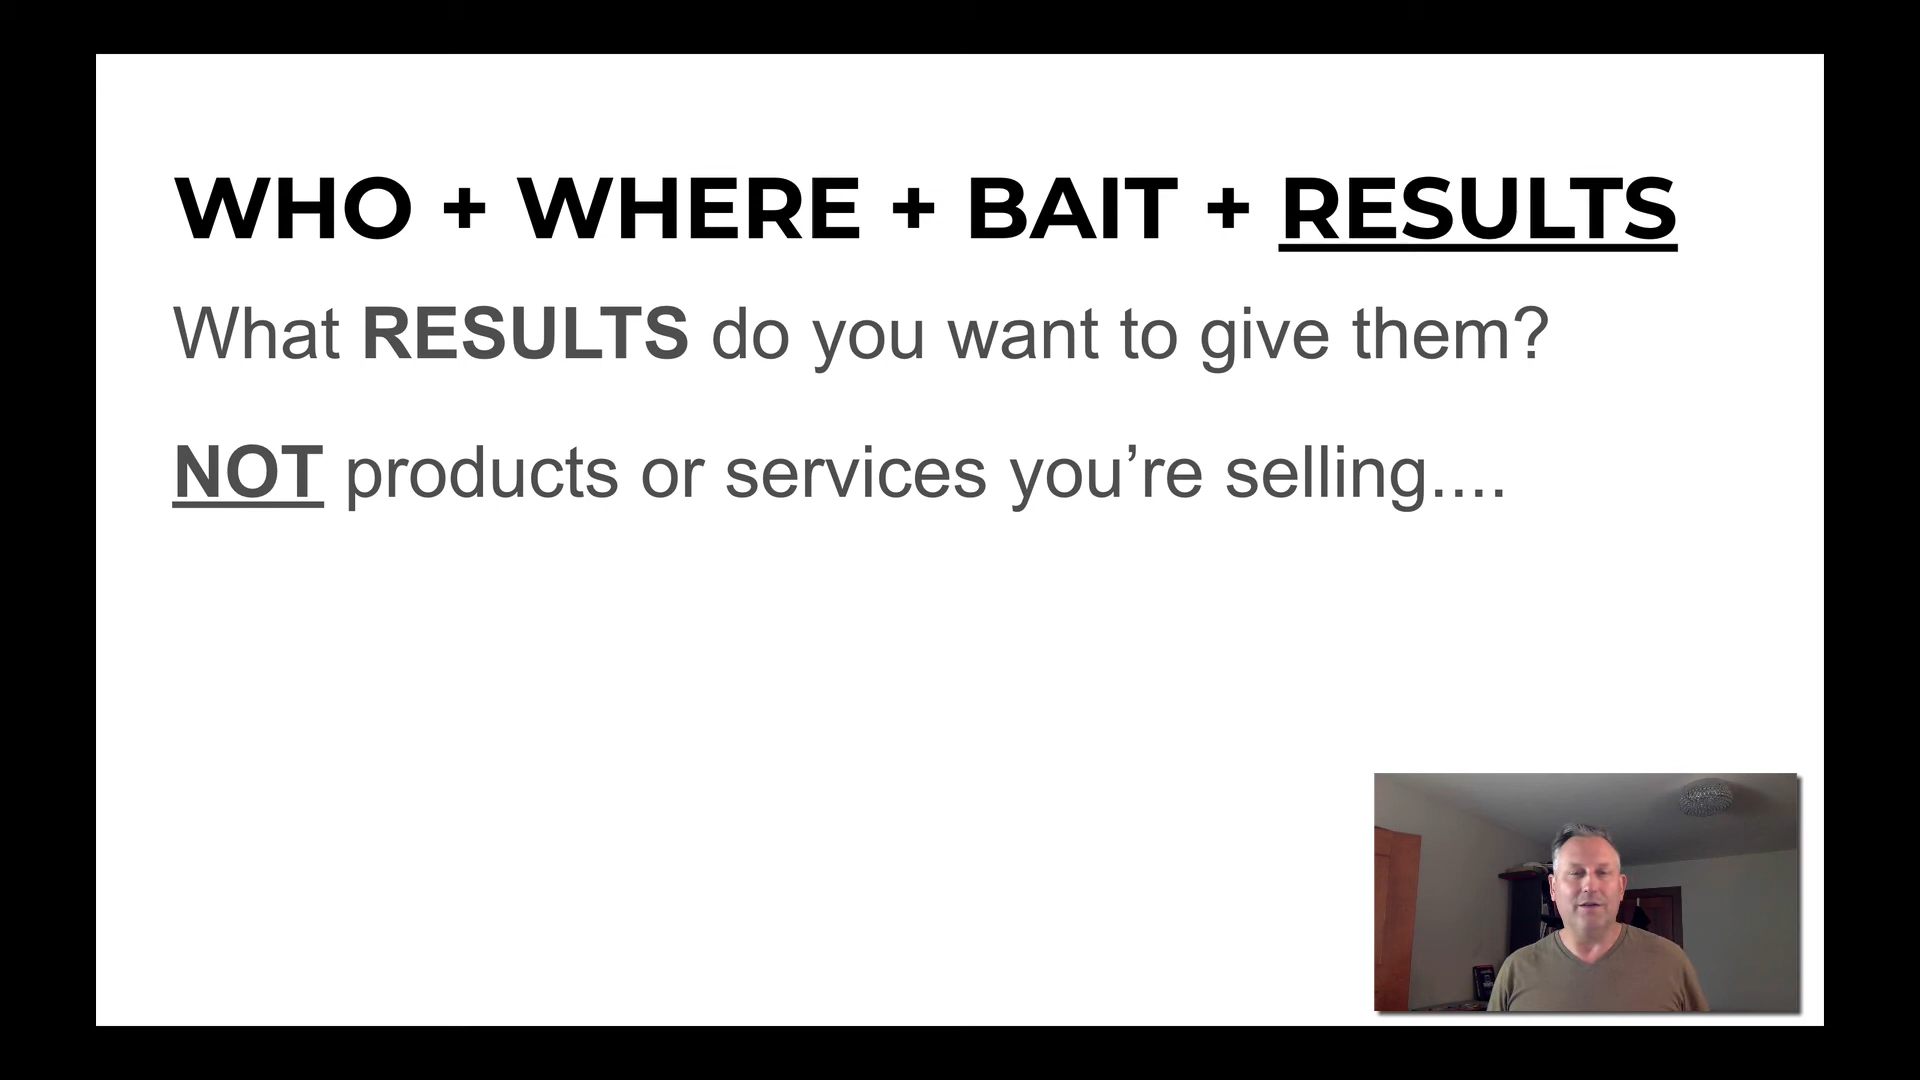 WHO + WHERE + BAIT + RESULTS
What RESULTS do you want to give them?
NOT products or services you’re selling....